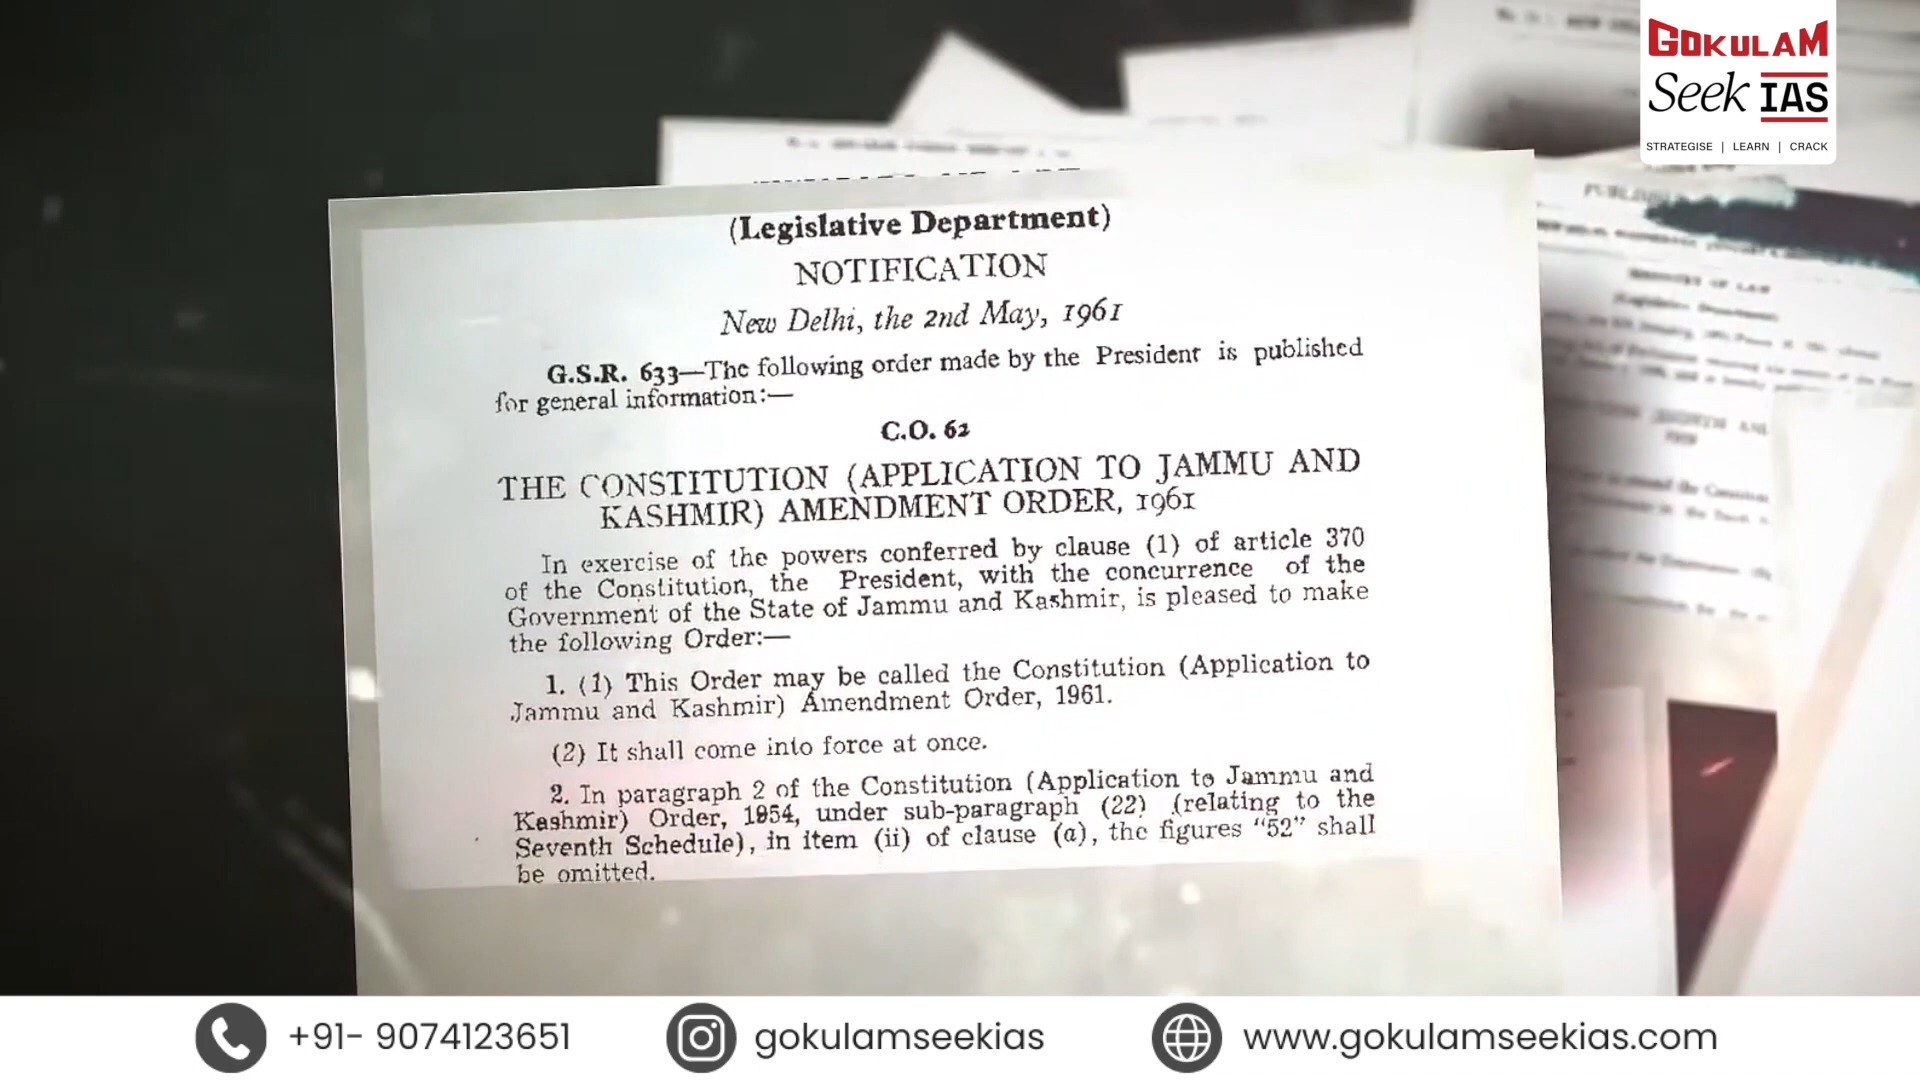 GOKULAM
Seek IAS
STRATEGISE | LEARN | CRACK
(Legislative Department)
NOTIFICATION
New Delhi, the 2nd May, 1961
G.S.R. 633—The following order made by the President is published
for general information:—
C.O. 62
THE CONSTITUTION (APPLICATION TO JAMMU AND
KASHMIR) AMENDMENT ORDER, 1961
In exercise of the powers conferred by clause (1) of article 370
of the Constitution, the President, with the concurrence of the
Government of the State of Jammu and Kashmir, is pleased to make
the following Order:—
1. (1) This Order may be called the Constitution (Application to
Jammu and Kashmir) Amendment Order, 1961.
(2) It shall come into force at once.
2. In paragraph 2 of the Constitution (Application to Jammu and
Kashmir) Order, 1954, under sub-paragraph (22) (relating to the
Seventh Schedule), in item (ii) of clause (a), the figures “52” shall
be omitted.
+91- 9074123651
gokulamseekias
www.gokulamseekias.com